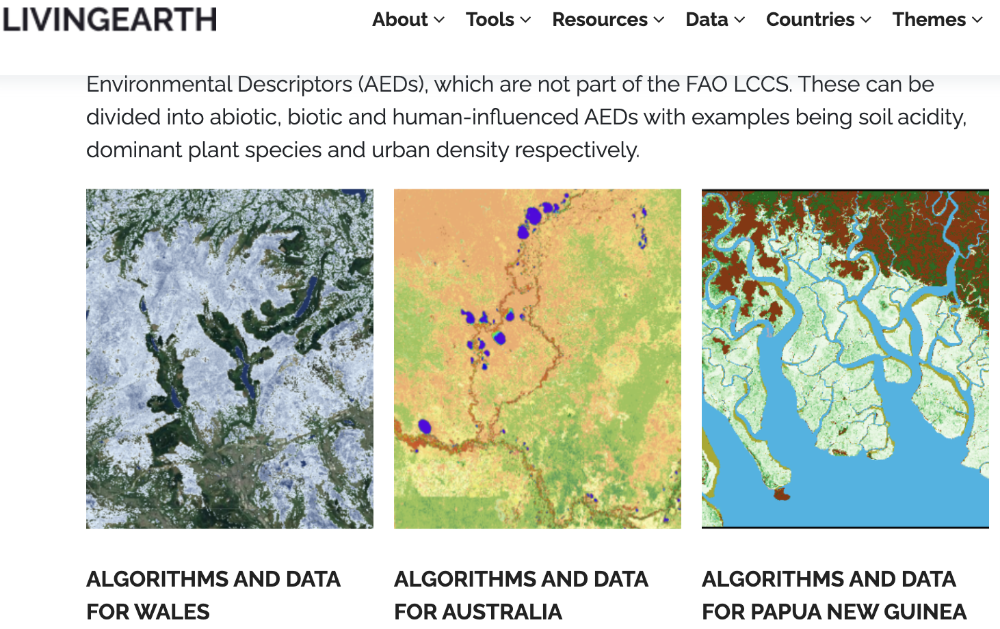 LIVINGEARTH
About Tools Resources Data Countries Themes
Environmental Descriptors (AEDs), which are not part of the FAO LCCS. These can be
divided into abiotic, biotic and human-influenced AEDs with examples being soil acidity,
dominant plant species and urban density respectively.
ALGORITHMS AND DATA
FOR WALES
ALGORITHMS AND DATA
FOR AUSTRALIA
ALGORITHMS AND DATA
FOR PAPUA NEW GUINEA